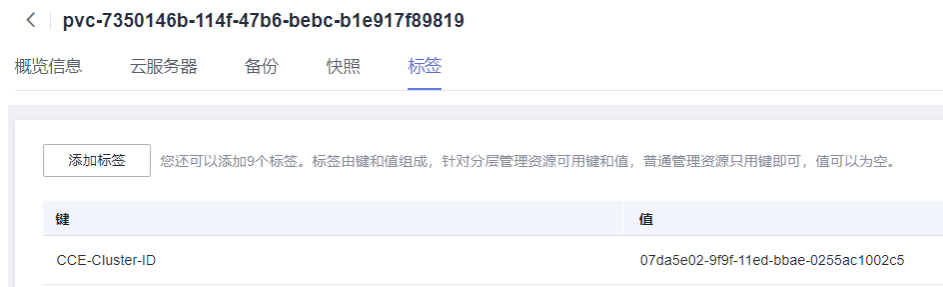 pvc-7350146b-114f-47b6-bebc-b1e917f89819
概览信息 云服务器 备份 快照 标签
添加标签 您还可以添加9个标签。标签由键和值组成，针对分层管理资源可用键和值，普通管理资源只用键即可，值可以为空。
键 值
CCE-Cluster-ID 07da5e02-9f9f-11ed-bbae-0255ac1002c5